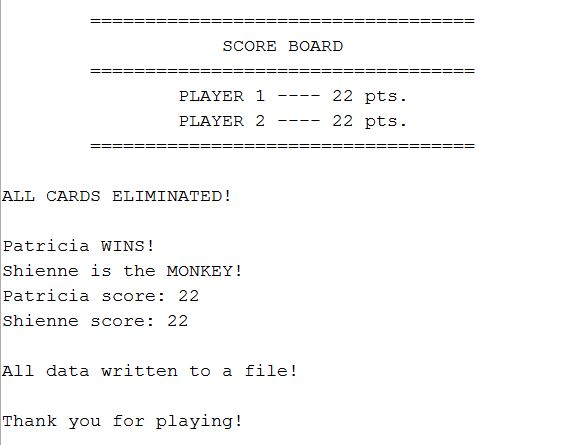 ===================================
SCORE BOARD
===================================
PLAYER 1 ---- 22 pts.
PLAYER 2 ---- 22 pts.
===================================
ALL CARDS ELIMINATED!
Patricia WINS!
Shienne is the MONKEY!
Patricia score: 22
Shienne score: 22
All data written to a file!
Thank you for playing!